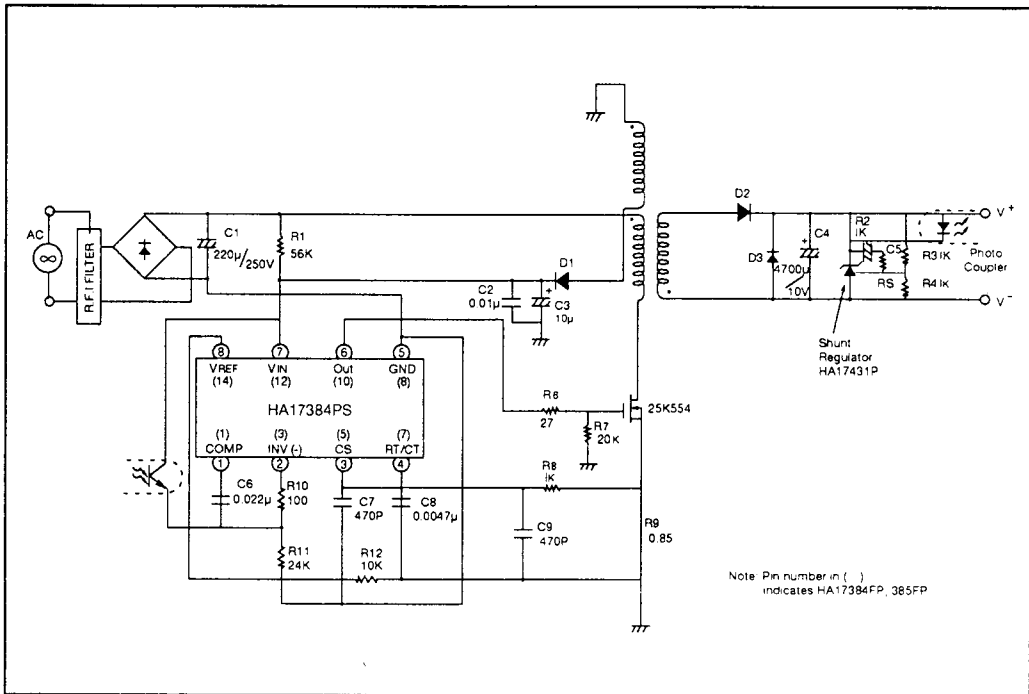 AC
R.F.I FILTER
C1
220µ/250V
R1
56K
C2
0.01µ
C3
10µ
+
D1
D2
D3
C4
+
4700µ
10V
R2
1K
C5
R3 1K
RS
R4 1K
V+
V-
Photo
Coupler
Shunt
Regulator
HA17431P
8
7
6
5
VREF
(14)
VIN
(12)
Out
(10)
GND
(8)
HA17384PS
(1)
COMP
(3)
INV (-)
(5)
CS
(7)
RT/CT
1
2
3
4
R6
27
R7
20K
25K554
R8
1K
R9
0.85
C6
0.022µ
R10
100
C7
470P
C8
0.0047µ
C9
470P
R11
24K
R12
10K
Note: Pin number in ( )
indicates HA17384FP, 385FP